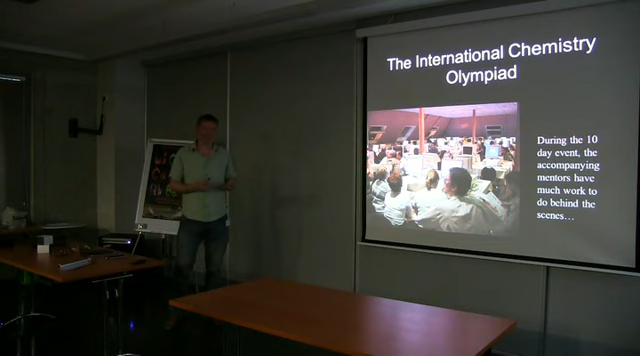 The International Chemistry
Olympiad
During the 10
day event, the
accompanying
mentors have
much work to
do behind the
scenes…